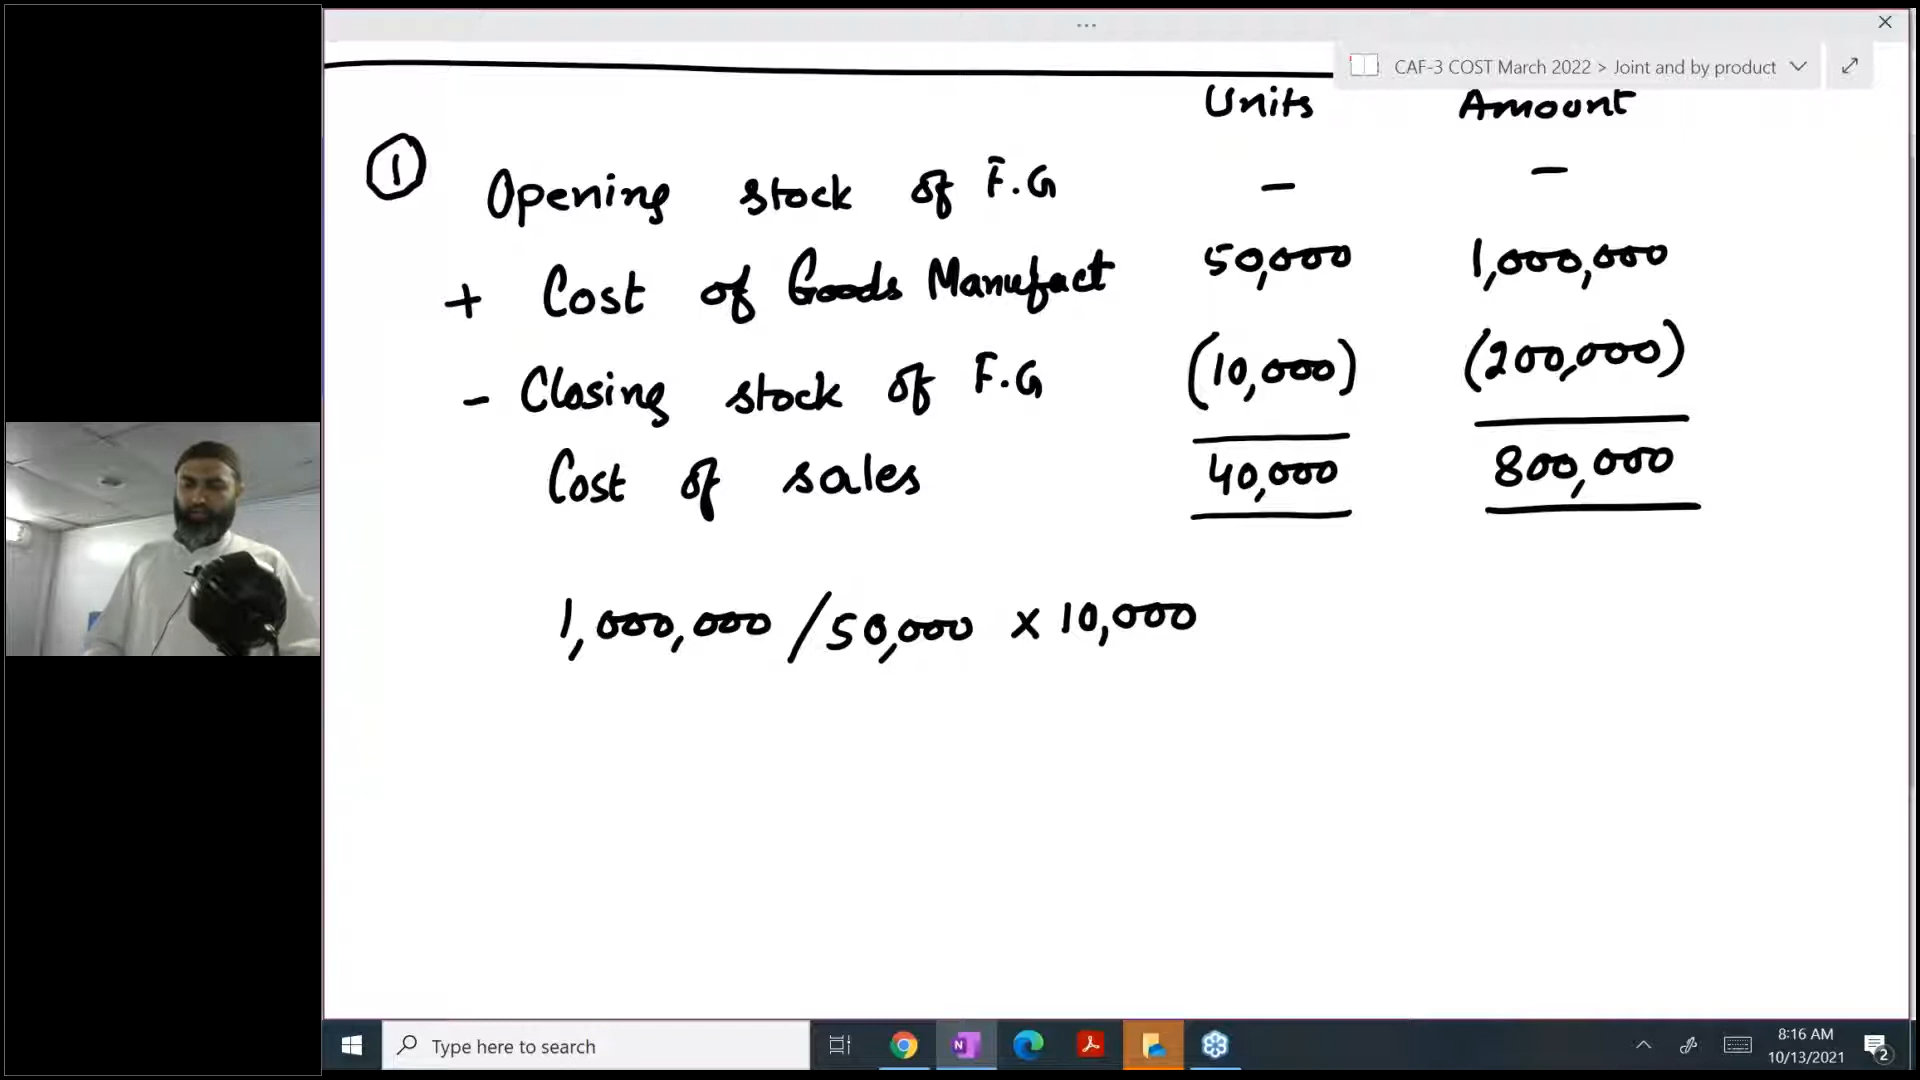 CAF-3 COST March 2022 > Joint and by product
Units Amount
1 Opening stock of F.G - -
+ Cost of Goods Manufact 50,000 1,000,000
- Closing stock of F.G (10,000) (200,000)
Cost of sales 40,000 800,000
1,000,000 / 50,000 x 10,000
Type here to search
8:16 AM
10/13/2021
2